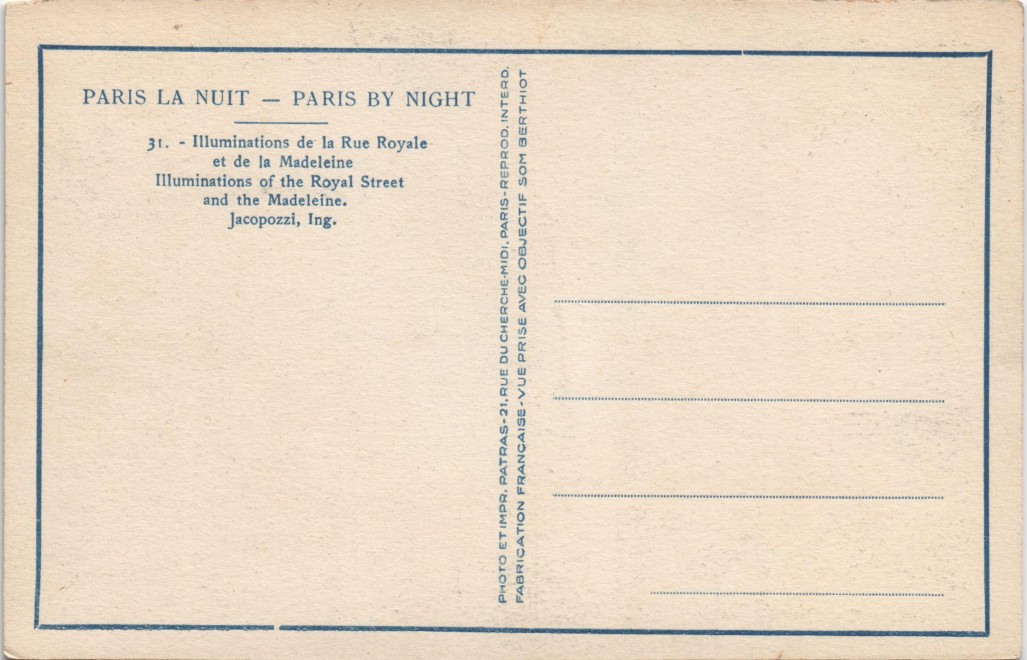 PARIS LA NUIT — PARIS BY NIGHT
31. - Illuminations de la Rue Royale
et de la Madeleine
Illuminations of the Royal Street
and the Madeleine.
Jacopozzi, Ing.
PHOTO ET IMPR. PATRAS-21, RUE DU CHERCHE-MIDI, PARIS-REPROD. INTERD.
FABRICATION FRANÇAISE-VUE PRISE AVEC OBJECTIF SOM BERTHIOT